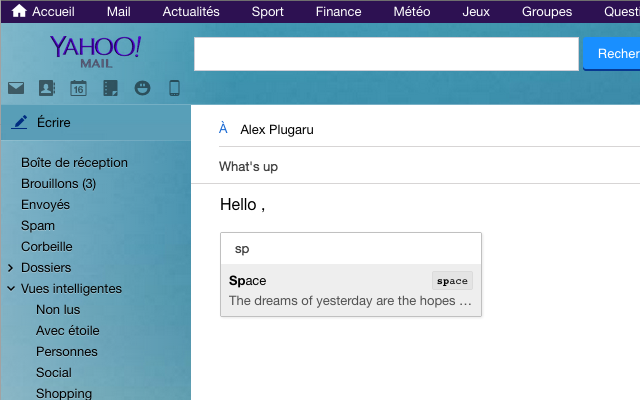 Accueil Mail Actualités Sport Finance Météo Jeux Groupes Questi
YAHOO!
MAIL
Recher
16
Écrire
À Alex Plugaru
Boîte de réception
What's up
Brouillons (3)
Envoyés
Hello ,
Spam
Corbeille
sp
Dossiers
Space space
Vues intelligentes
The dreams of yesterday are the hopes ...
Non lus
Avec étoile
Personnes
Social
Shopping